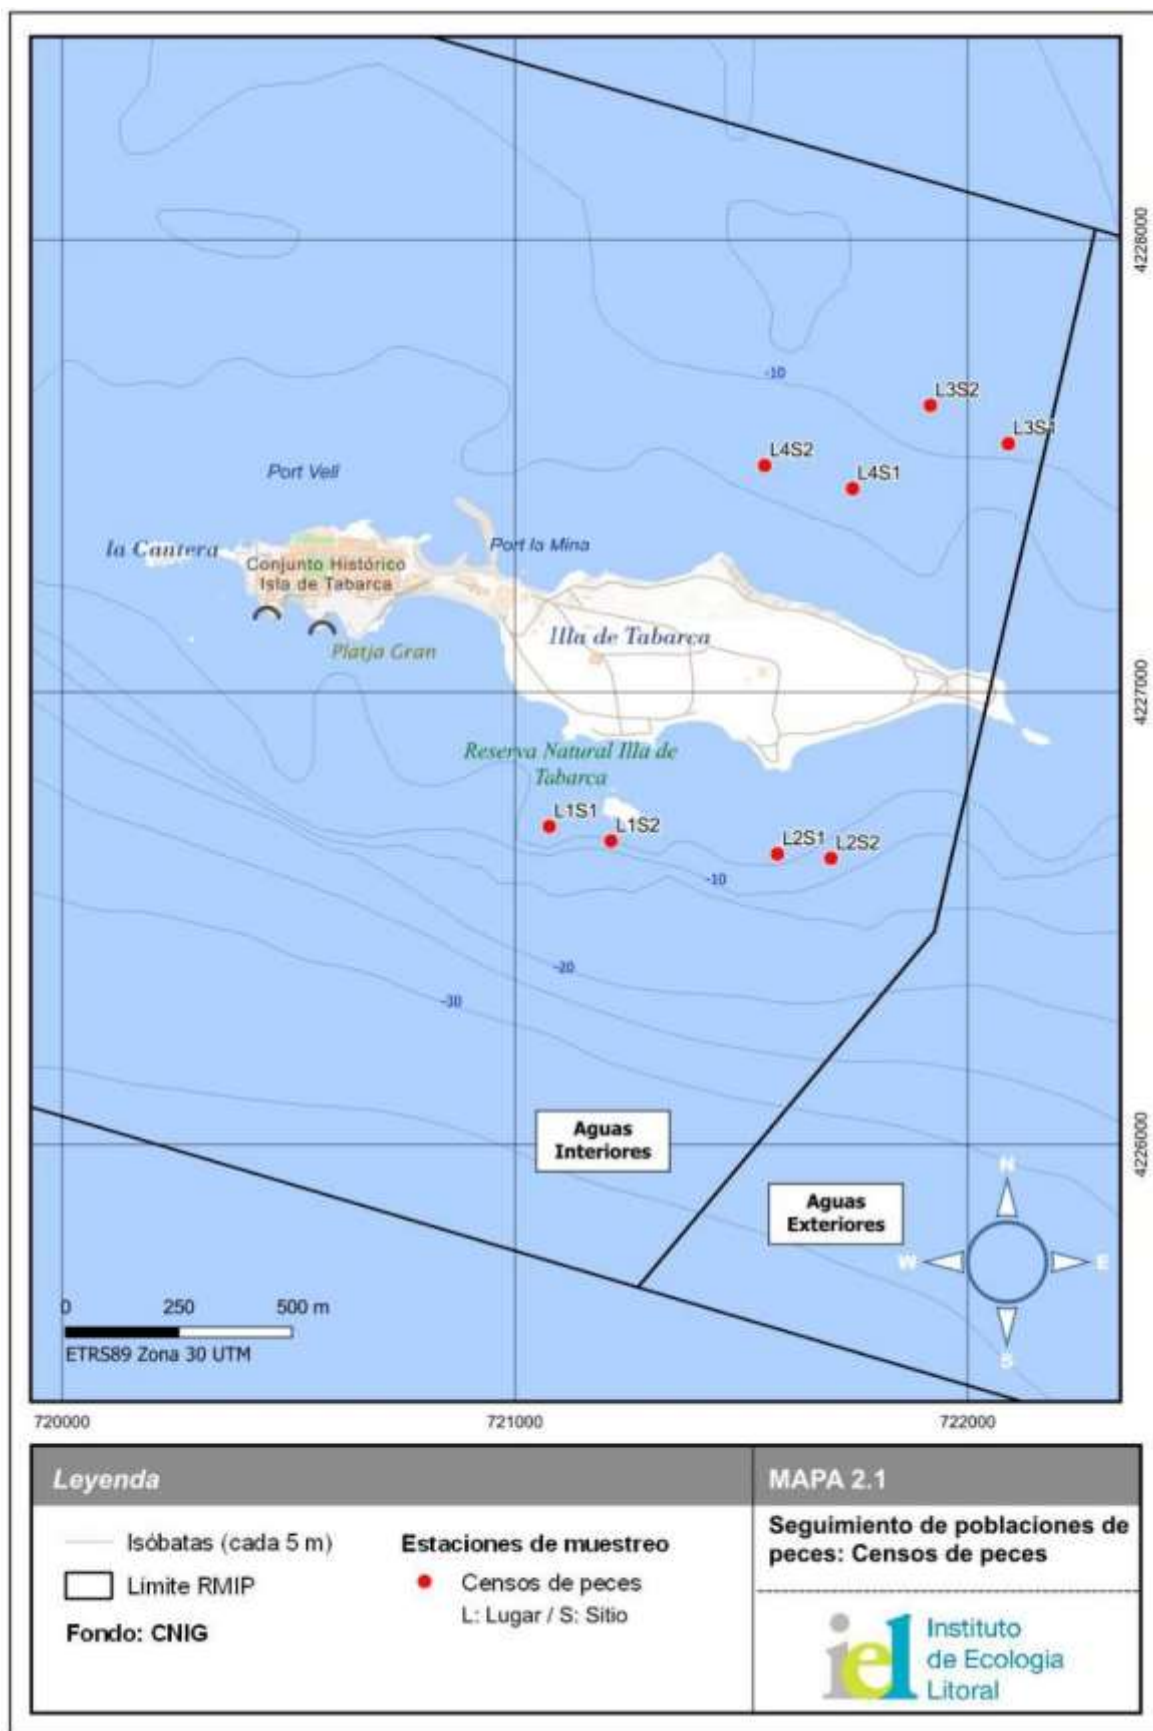 4228000
-10
L3S2
L3S1
L4S2
L4S1
Port Vell
la Cantera
Port la Mina
Conjunto Histórico
Isla de Tabarca
Illa de Tabarca
Platja Gran
4227000
Reserva Natural Illa de
Tabarca
L1S1
L1S2
L2S1
L2S2
-10
-20
-30
Aguas
Interiores
4226000
Aguas
Exteriores
N
W
E
S
0 250 500 m
ETRS89 Zona 30 UTM
720000 721000 722000
Leyenda
Isóbatas (cada 5 m)
Límite RMIP
Fondo: CNIG
Estaciones de muestreo
Censos de peces
L: Lugar / S: Sitio
MAPA 2.1
Seguimiento de poblaciones de
peces: Censos de peces
iel
Instituto
de Ecologia
Litoral